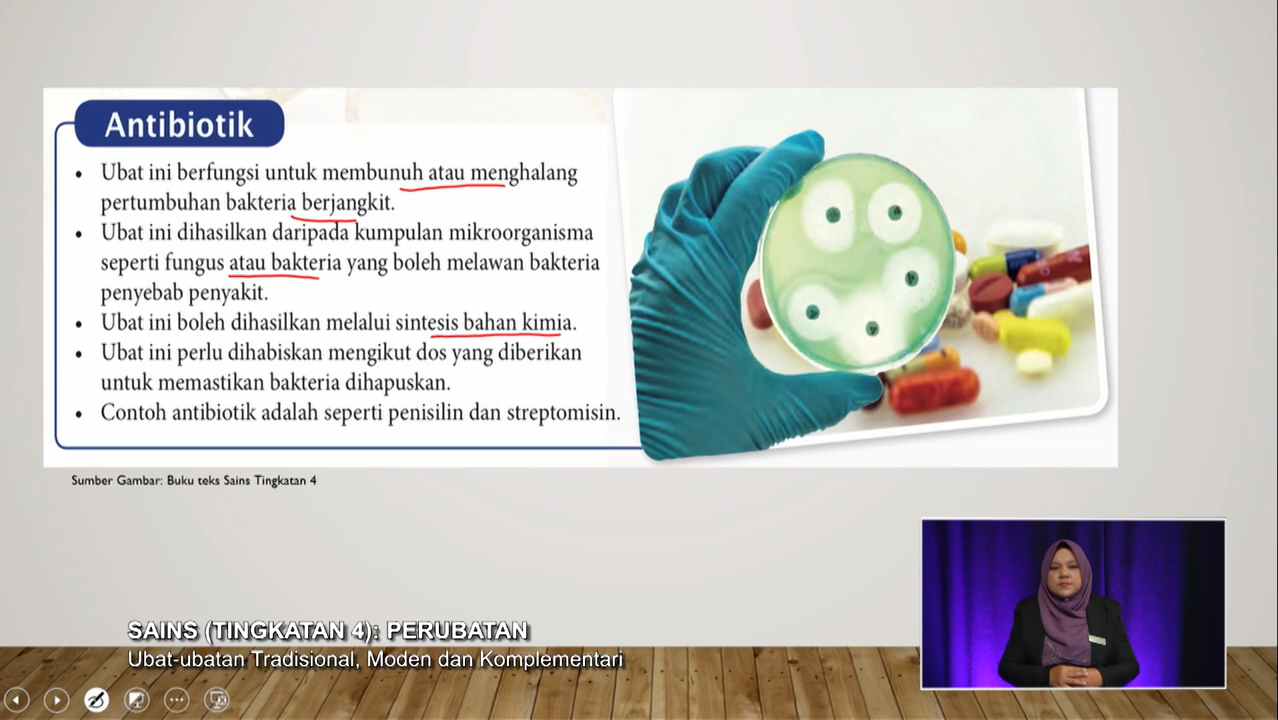 Antibiotik
• Ubat ini berfungsi untuk membunuh atau menghalang
pertumbuhan bakteria berjangkit.
• Ubat ini dihasilkan daripada kumpulan mikroorganisma
seperti fungus atau bakteria yang boleh melawan bakteria
penyebab penyakit.
• Ubat ini boleh dihasilkan melalui sintesis bahan kimia.
• Ubat ini perlu dihabiskan mengikut dos yang diberikan
untuk memastikan bakteria dihapuskan.
• Contoh antibiotik adalah seperti penisilin dan streptomisin.
Sumber Gambar: Buku teks Sains Tingkatan 4
SAINS (TINGKATAN 4): PERUBATAN
Ubat-ubatan Tradisional, Moden dan Komplementari